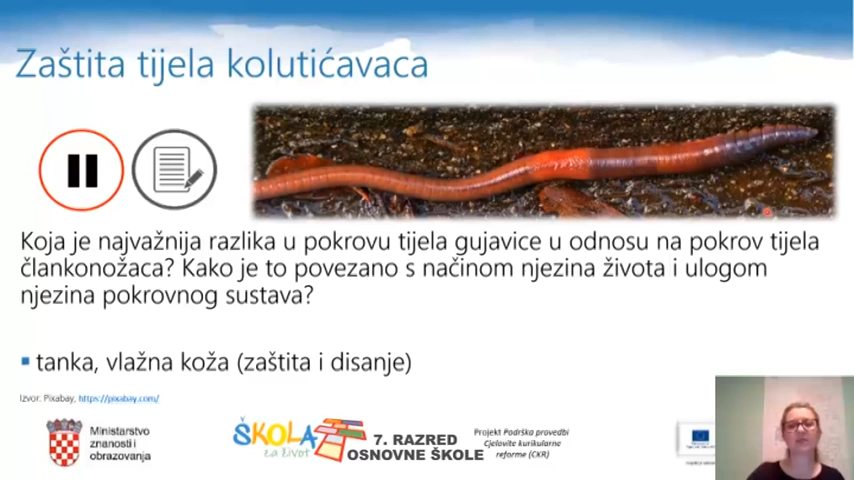 Zaštita tijela kolutićavaca
Koja je najvažnija razlika u pokrovu tijela gujavice u odnosu na pokrov tijela
člankonožaca? Kako je to povezano s načinom njezina života i ulogom
njezina pokrovnog sustava?
tanka, vlažna koža (zaštita i disanje)
Izvor: Pixabay, https://pixabay.com/
Ministarstvo
znanosti i
obrazovanja
ŠKOLA
za život
7. RAZRED
OSNOVNE ŠKOLE
Projekt Podrška provedbi
Cjelovite kurikularne
reforme (CKR)